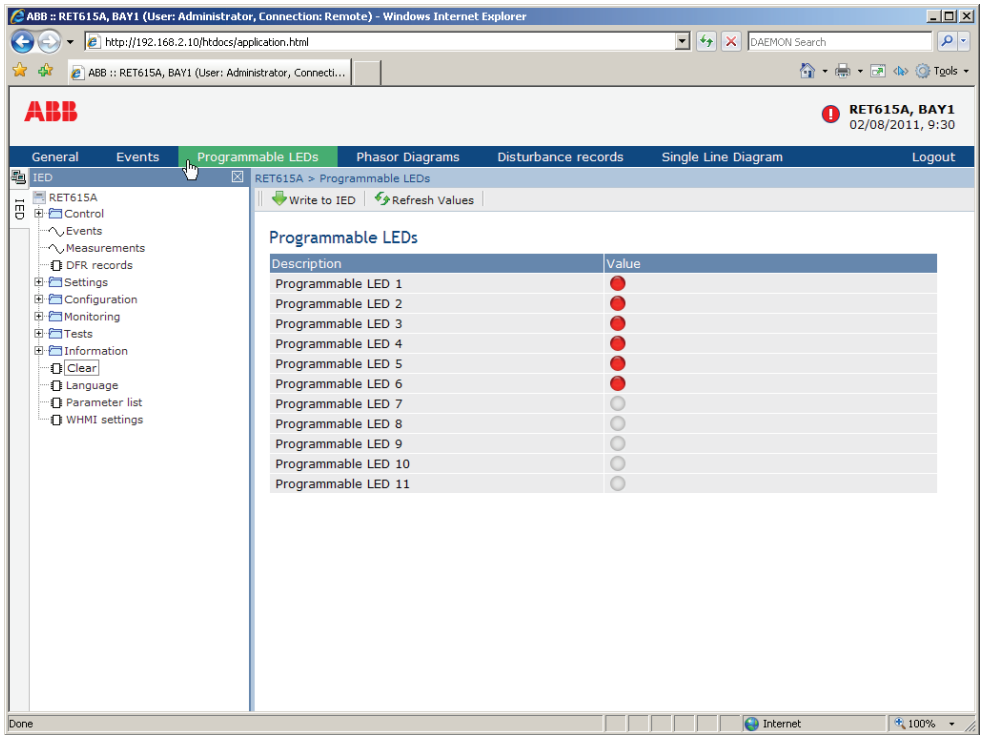 ABB :: RET615A, BAY1 (User: Administrator, Connection: Remote) - Windows Internet Explorer
http://192.168.2.10/htdocs/application.html
DAEMON Search
ABB :: RET615A, BAY1 (User: Administrator, Connecti...
Tools
ABB
RET615A, BAY1
02/08/2011, 9:30
General Events Programmable LEDs Phasor Diagrams Disturbance records Single Line Diagram Logout
IED
IED
RET615A > Programmable LEDs
Write to IED Refresh Values
RET615A
Control
Events
Measurements
DFR records
Settings
Configuration
Monitoring
Tests
Information
Clear
Language
Parameter list
WHMI settings
Programmable LEDs
Description Value
Programmable LED 1
Programmable LED 2
Programmable LED 3
Programmable LED 4
Programmable LED 5
Programmable LED 6
Programmable LED 7
Programmable LED 8
Programmable LED 9
Programmable LED 10
Programmable LED 11
Done
Internet
100%